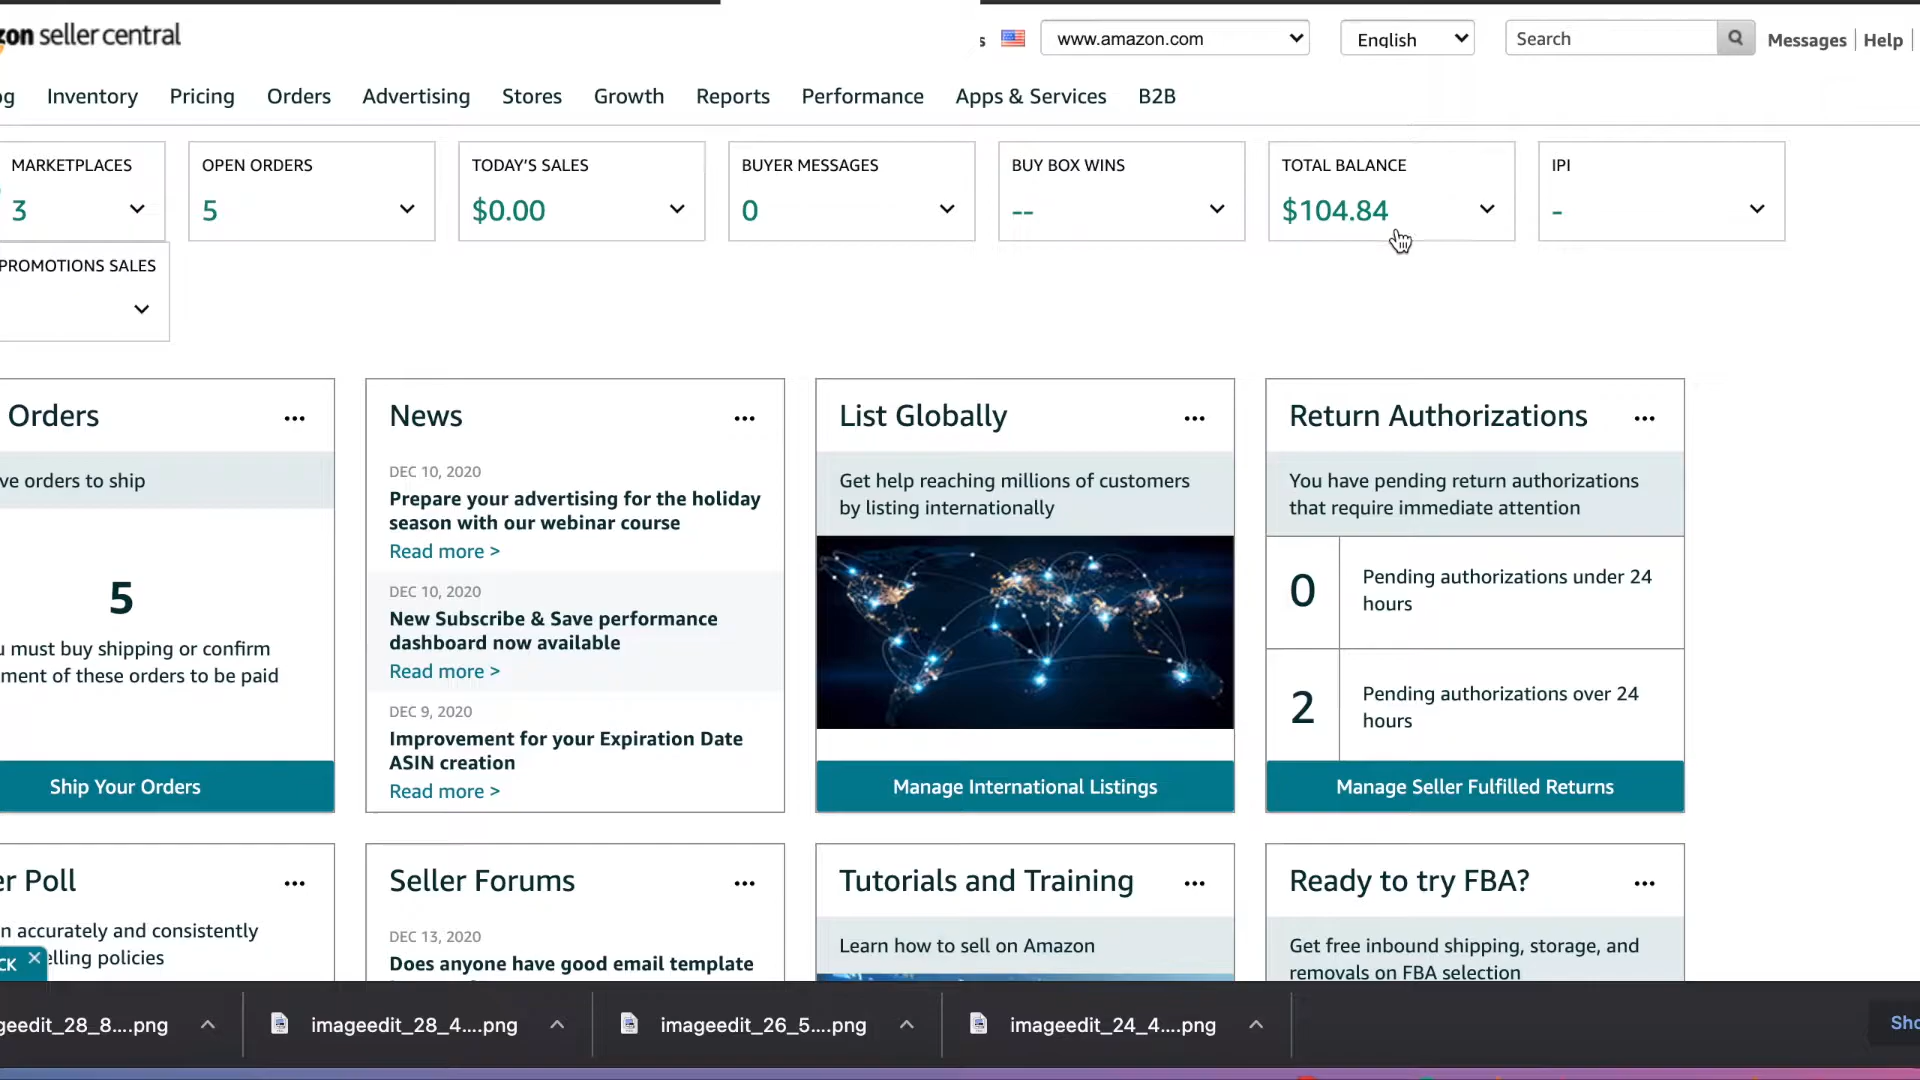 zon seller central
s
www.amazon.com
English
Search
Messages
Help
og
Inventory
Pricing
Orders
Advertising
Stores
Growth
Reports
Performance
Apps & Services
B2B
MARKETPLACES
3
OPEN ORDERS
5
TODAY'S SALES
$0.00
BUYER MESSAGES
0
BUY BOX WINS
--
TOTAL BALANCE
$104.84
IPI
-
PROMOTIONS SALES
Orders
ve orders to ship
5
u must buy shipping or confirm
ment of these orders to be paid
Ship Your Orders
News
DEC 10, 2020
Prepare your advertising for the holiday
season with our webinar course
Read more >
DEC 10, 2020
New Subscribe & Save performance
dashboard now available
Read more >
DEC 9, 2020
Improvement for your Expiration Date
ASIN creation
Read more >
List Globally
Get help reaching millions of customers
by listing internationally
Manage International Listings
Return Authorizations
You have pending return authorizations
that require immediate attention
0
Pending authorizations under 24
hours
2
Pending authorizations over 24
hours
Manage Seller Fulfilled Returns
er Poll
n accurately and consistently
elling policies
CK
Seller Forums
DEC 13, 2020
Does anyone have good email template
Tutorials and Training
Learn how to sell on Amazon
Ready to try FBA?
Get free inbound shipping, storage, and
removals on FBA selection
geedit_28_8....png
imageedit_28_4....png
imageedit_26_5....png
imageedit_24_4....png
Sho